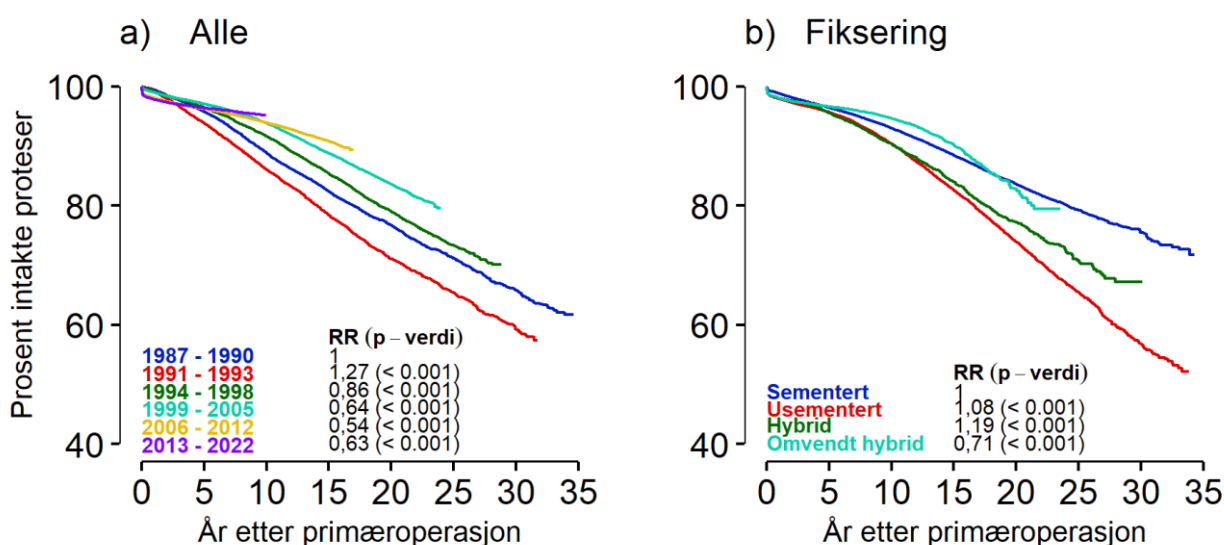 a) Alle
Prosent intakte proteser
100
80
60
40
RR (p – verdi)
1987 - 1990 1
1991 - 1993 1,27 (< 0.001)
1994 - 1998 0,86 (< 0.001)
1999 - 2005 0,64 (< 0.001)
2006 - 2012 0,54 (< 0.001)
2013 - 2022 0,63 (< 0.001)
0 5 10 15 20 25 30 35
År etter primæroperasjon
b) Fiksering
100
80
60
40
RR (p – verdi)
Sementert 1
Usementert 1,08 (< 0.001)
Hybrid 1,19 (< 0.001)
Omvendt hybrid 0,71 (< 0.001)
0 5 10 15 20 25 30 35
År etter primæroperasjon